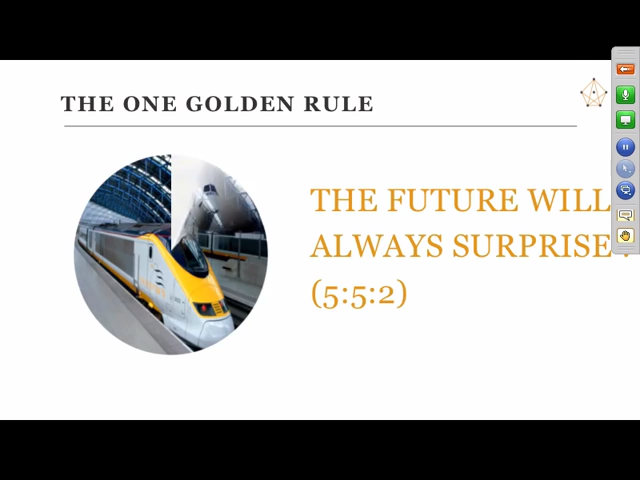 THE ONE GOLDEN RULE
THE FUTURE WILL
ALWAYS SURPRISE
(5:5:2)